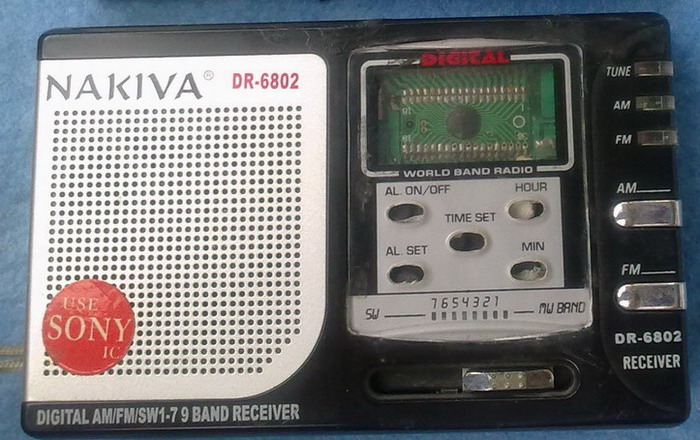 NAKIVA® DR-6802
USE
SONY
IC
DIGITAL AM/FM/SW1-7 9 BAND RECEIVER
DIGITAL
WORLD BAND RADIO
AL. ON/OFF
HOUR
TIME SET
AL. SET
MIN
7654321
SW
MW BAND
TUNE
AM
FM
AM
FM
DR-6802
RECEIVER